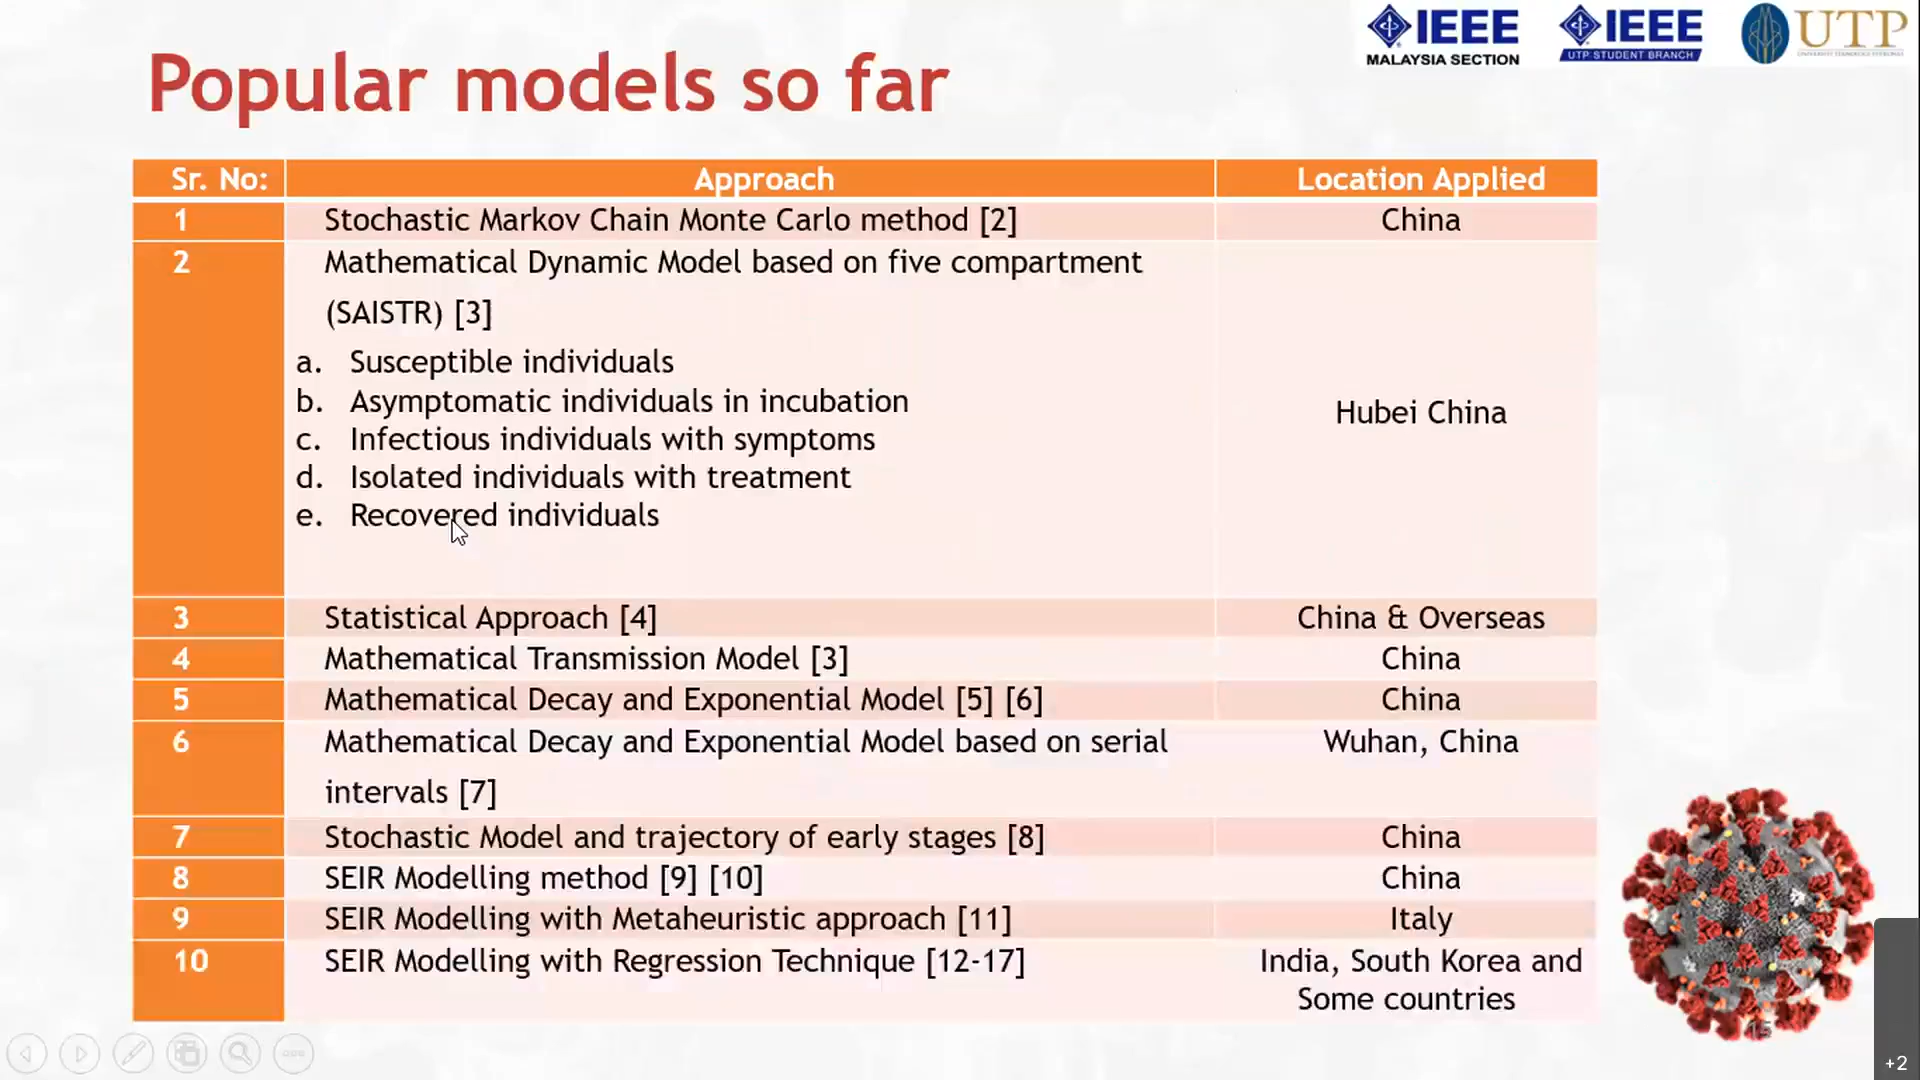 IEEE
MALAYSIA SECTION
IEEE
UTP STUDENT BRANCH
UTP
Popular models so far
Sr. No: Approach Location Applied
1 Stochastic Markov Chain Monte Carlo method [2] China
2 Mathematical Dynamic Model based on five compartment
(SAISTR) [3]
a. Susceptible individuals
b. Asymptomatic individuals in incubation
Hubei China
c. Infectious individuals with symptoms
d. Isolated individuals with treatment
e. Recovered individuals
3 Statistical Approach [4] China & Overseas
4 Mathematical Transmission Model [3] China
5 Mathematical Decay and Exponential Model [5] [6] China
6 Mathematical Decay and Exponential Model based on serial Wuhan, China
intervals [7]
7 Stochastic Model and trajectory of early stages [8] China
8 SEIR Modelling method [9] [10] China
9 SEIR Modelling with Metaheuristic approach [11] Italy
10 SEIR Modelling with Regression Technique [12-17] India, South Korea and
Some countries
15
+2